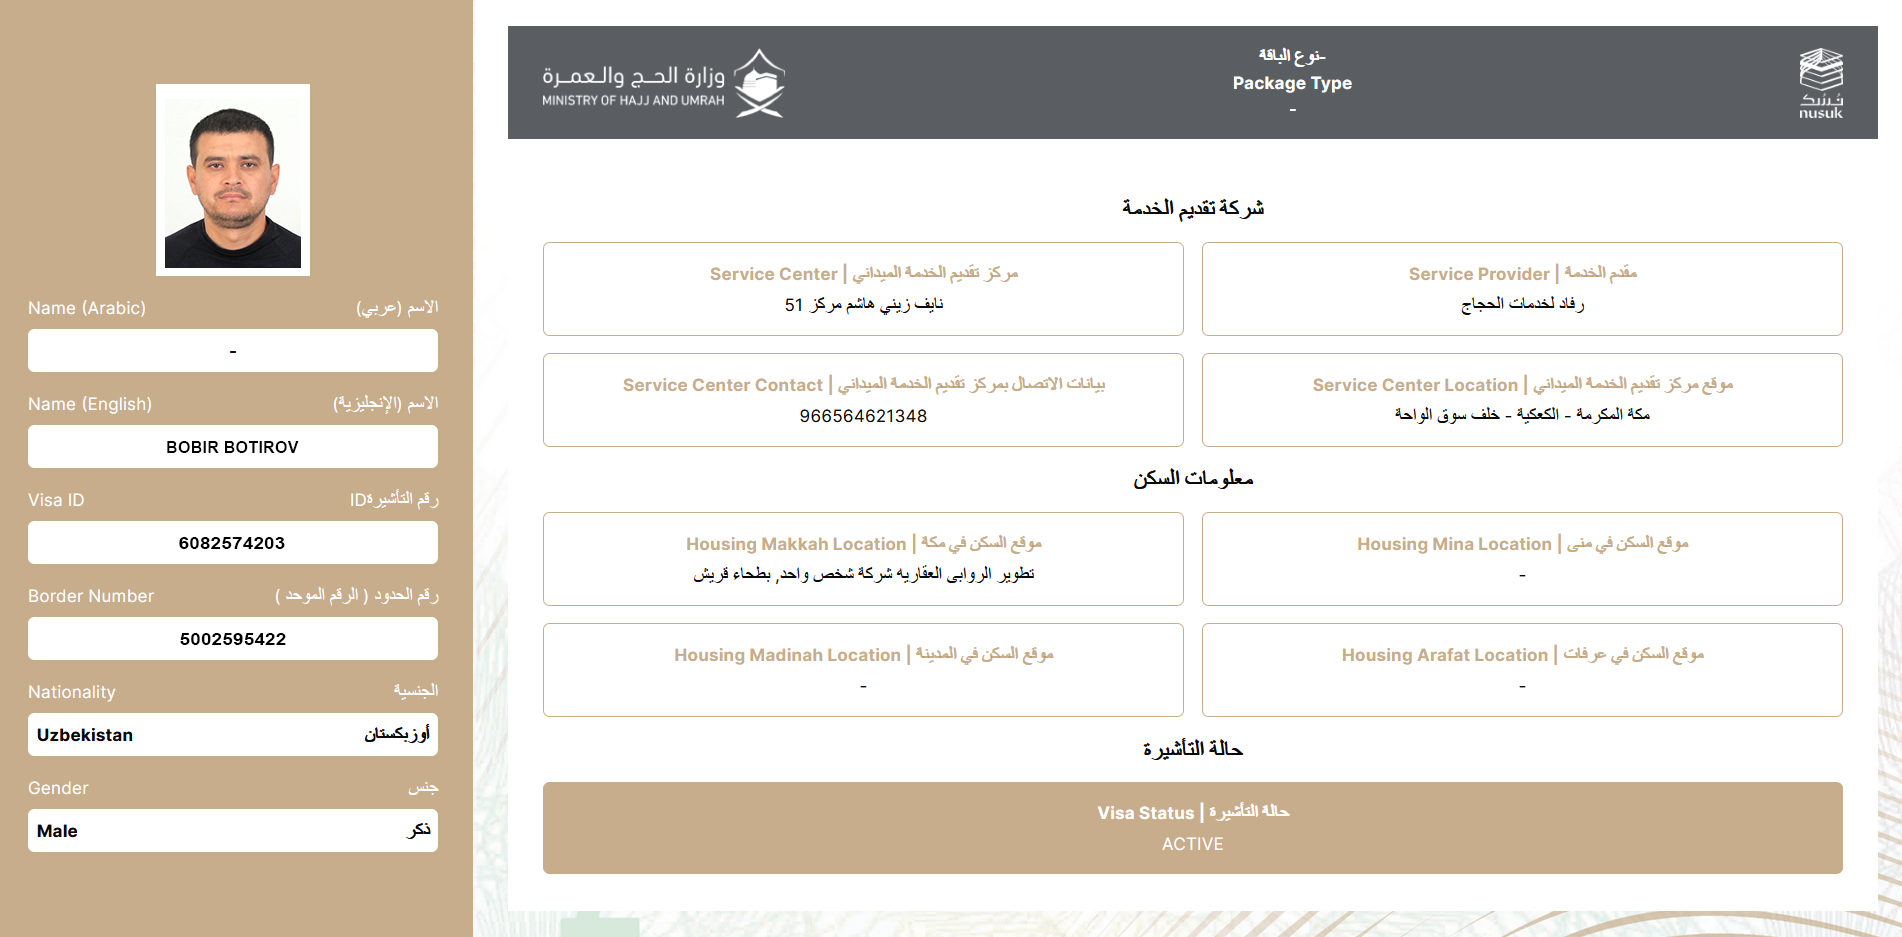 الاسم (عربي) Name (Arabic)
-
الاسم (الإنجليزية) Name (English)
BOBIR BOTIROV
رقم التأشيرةID Visa ID
6082574203
رقم الحدود ( الرقم الموحد ) Border Number
5002595422
الجنسية Nationality
أوزبكستان Uzbekistan
جنس Gender
ذكر Male
وزارة الحج والعمرة
MINISTRY OF HAJJ AND UMRAH
نوع الباقة-
Package Type
-
نُسُك
nusuk
شركة تقديم الخدمة
مقدم الخدمة | Service Provider
رفاد لخدمات الحجاج
مركز تقديم الخدمة الميداني | Service Center
نايف زيني هاشم مركز 51
موقع مركز تقديم الخدمة الميداني | Service Center Location
مكة المكرمة - الكعكية - خلف سوق الواحة
بيانات الاتصال بمركز تقديم الخدمة الميداني | Service Center Contact
966564621348
معلومات السكن
موقع السكن في منى | Housing Mina Location
-
موقع السكن في مكة | Housing Makkah Location
تطوير الروابى العقاريه شركة شخص واحد, بطحاء قريش
موقع السكن في عرفات | Housing Arafat Location
-
موقع السكن في المدينة | Housing Madinah Location
-
حالة التأشيرة
حالة التأشيرة | Visa Status
ACTIVE